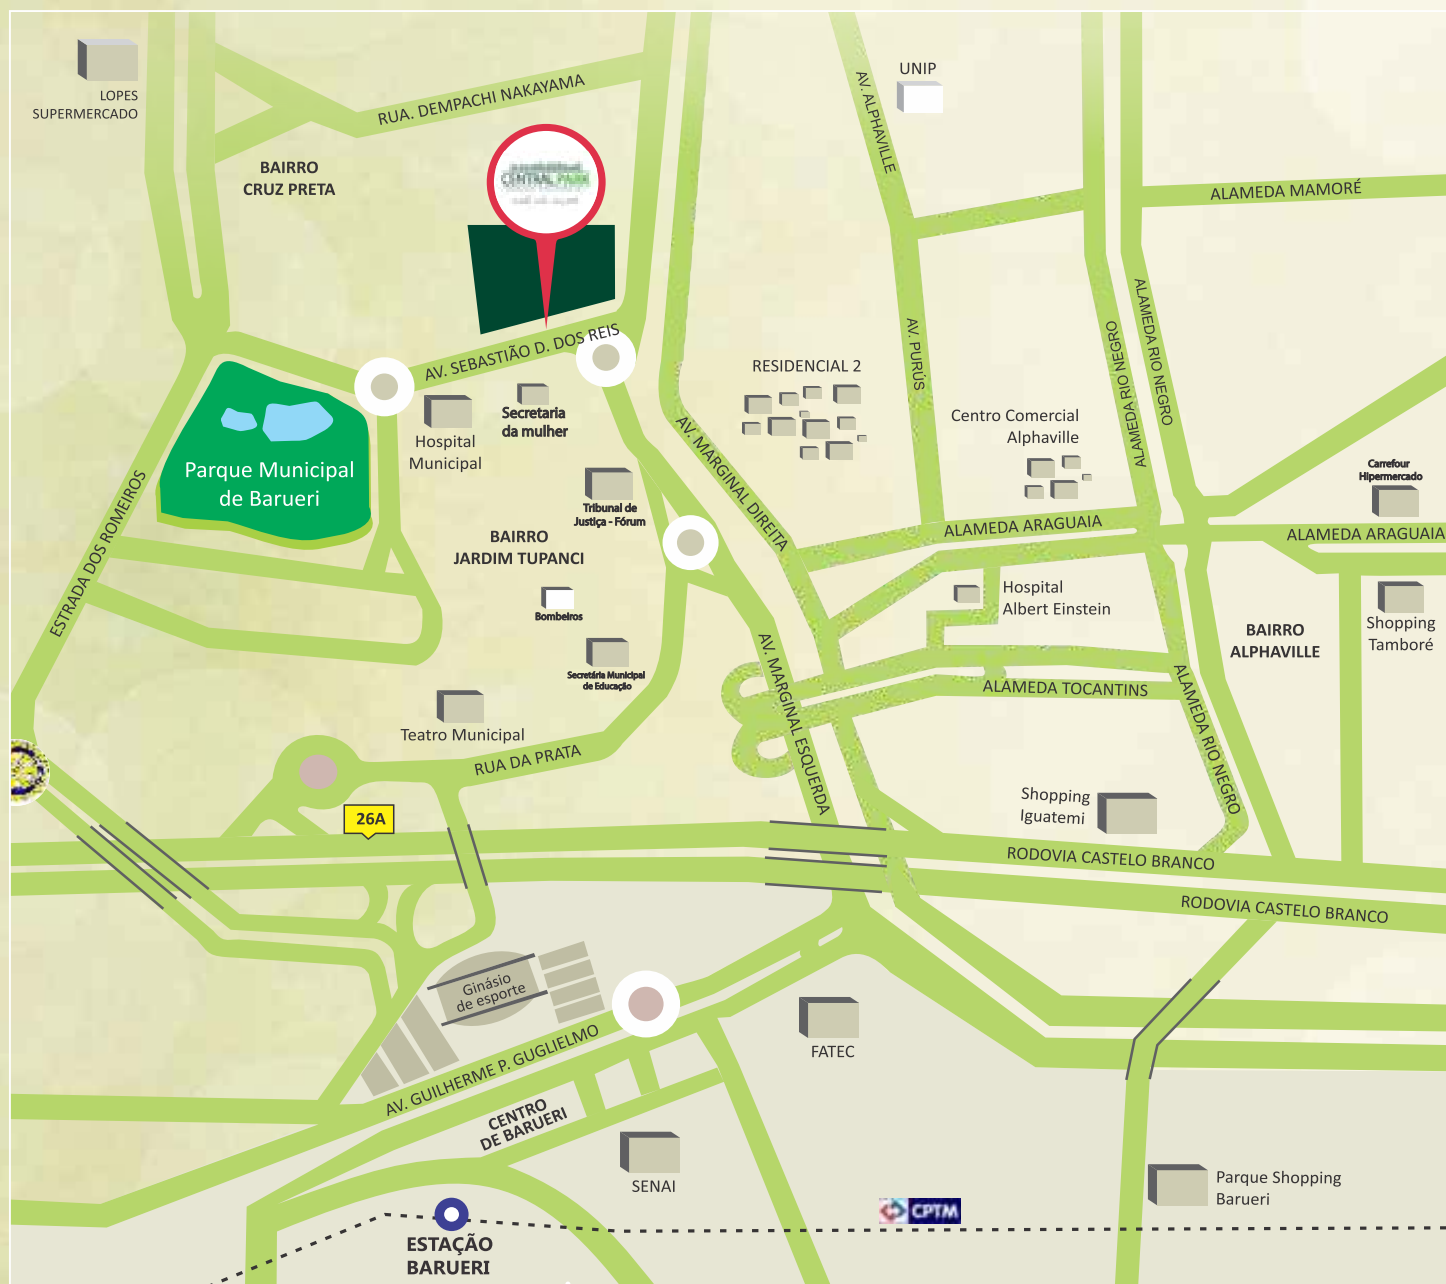 LOPES
SUPERMERCADO
RUA. DEMPACHI NAKAYAMA
BAIRRO
CRUZ PRETA
CENTRAL PARK
AV. ALPHAVILLE
UNIP
ALAMEDA MAMORÉ
AV. SEBASTIÃO D. DOS REIS
AV. PURÚS
ALAMEDA RIO NEGRO
ALAMEDA RIO NEGRO
RESIDENCIAL 2
Centro Comercial
Alphaville
Hospital
Municipal
Secretaria
da mulher
Parque Municipal
de Barueri
ESTRADA DOS ROMEIROS
AV. MARGINAL DIREITA
Tribunal de
Justiça - Fórum
Carrefour
Hipermercado
ALAMEDA ARAGUAIA
ALAMEDA ARAGUAIA
BAIRRO
JARDIM TUPANCI
Bombeiros
Hospital
Albert Einstein
BAIRRO
ALPHAVILLE
Shopping
Tamboré
Secretária Municipal
de Educação
AV. MARGINAL ESQUERDA
ALAMEDA TOCANTINS
ALAMEDA RIO NEGRO
Teatro Municipal
RUA DA PRATA
26A
Shopping
Iguatemi
RODOVIA CASTELO BRANCO
RODOVIA CASTELO BRANCO
Ginásio
de esporte
AV. GUILHERME P. GUGLIELMO
FATEC
CENTRO
DE BARUERI
SENAI
Parque Shopping
Barueri
CPTM
ESTAÇÃO
BARUERI